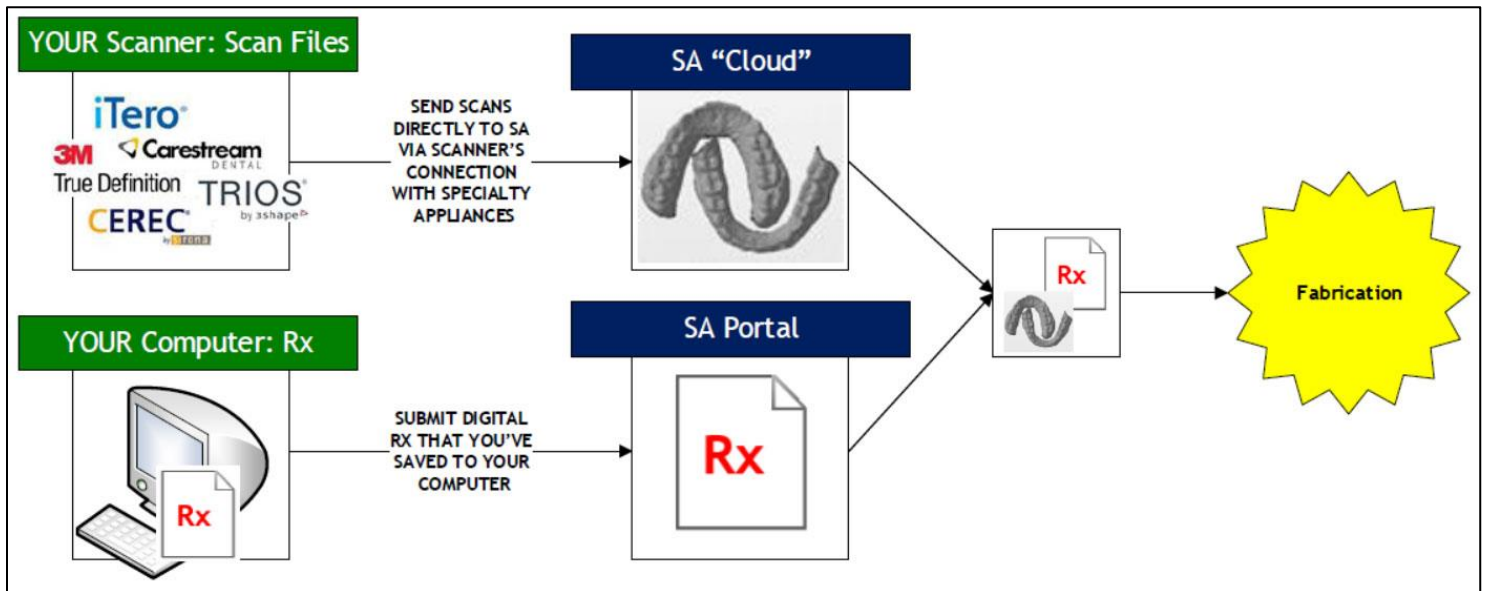 YOUR Scanner: Scan Files
iTero®
3M
Carestream
DENTAL
True Definition
TRIOS®
by 3shape
CEREC®
by sirona
SEND SCANS
DIRECTLY TO SA
VIA SCANNER'S
CONNECTION
WITH SPECIALTY
APPLIANCES
SA “Cloud”
YOUR Computer: Rx
Rx
SUBMIT DIGITAL
RX THAT YOU'VE
SAVED TO YOUR
COMPUTER
SA Portal
Rx
Rx
Fabrication